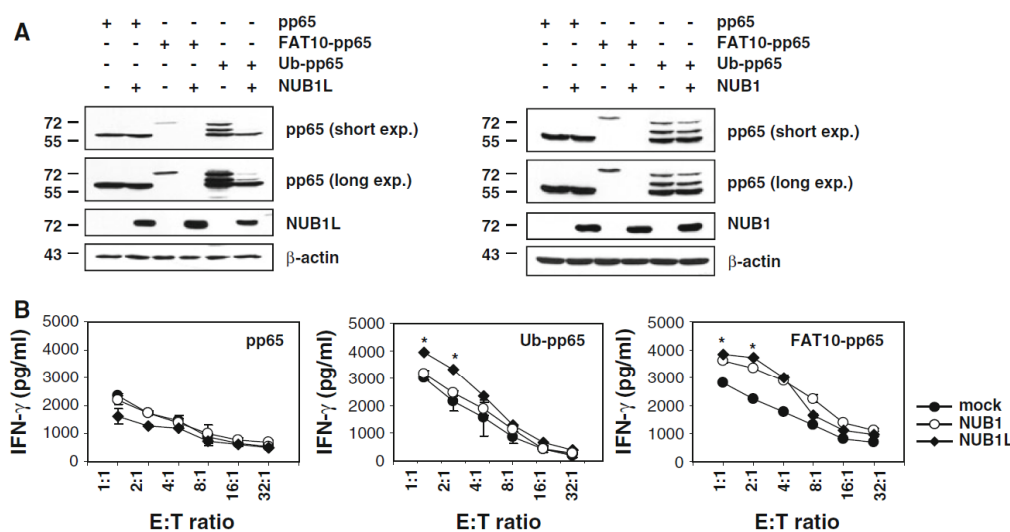 A
+ + - - - - pp65
- - + + - - FAT10-pp65
- - - - + + Ub-pp65
- + - + - + NUB1L
72
55
pp65 (short exp.)
72
55
pp65 (long exp.)
72
NUB1L
43
β-actin
+ + - - - - pp65
- - + + - - FAT10-pp65
- - - - + + Ub-pp65
- + - + - + NUB1
72
55
pp65 (short exp.)
72
55
pp65 (long exp.)
72
NUB1
43
β-actin
B
IFN-γ (pg/ml)
5000
4000
3000
2000
1000
0
pp65
1:1 2:1 4:1 8:1 16:1 32:1
E:T ratio
IFN-γ (pg/ml)
5000
4000
3000
2000
1000
0
* *
Ub-pp65
1:1 2:1 4:1 8:1 16:1 32:1
E:T ratio
IFN-γ (pg/ml)
5000
4000
3000
2000
1000
0
* *
FAT10-pp65
1:1 2:1 4:1 8:1 16:1 32:1
E:T ratio
mock
NUB1
NUB1L